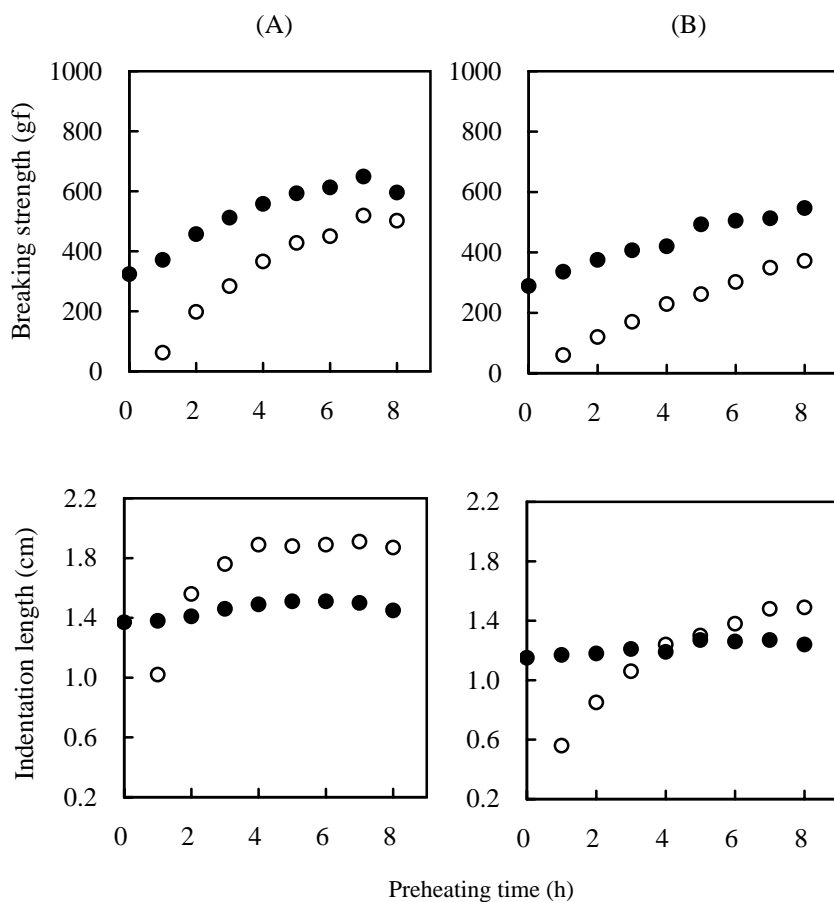 (A)
(B)
Breaking strength (gf)
1000
800
600
400
200
0
0 2 4 6 8
1000
800
600
400
200
0
0 2 4 6 8
Indentation length (cm)
2.2
1.8
1.4
1.0
0.6
0.2
0 2 4 6 8
2.2
1.8
1.4
1.0
0.6
0.2
0 2 4 6 8
Preheating time (h)